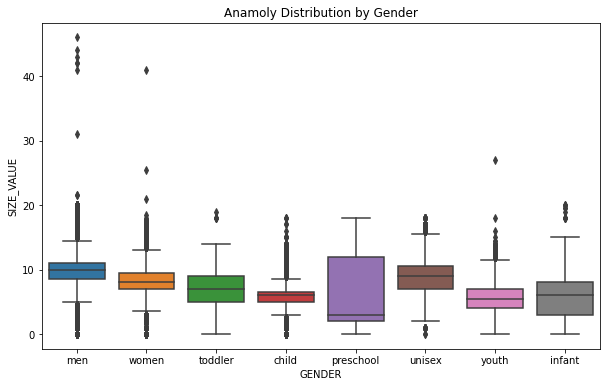 Anamoly Distribution by Gender
SIZE_VALUE
40
30
20
10
0
men women toddler child preschool unisex youth infant
GENDER